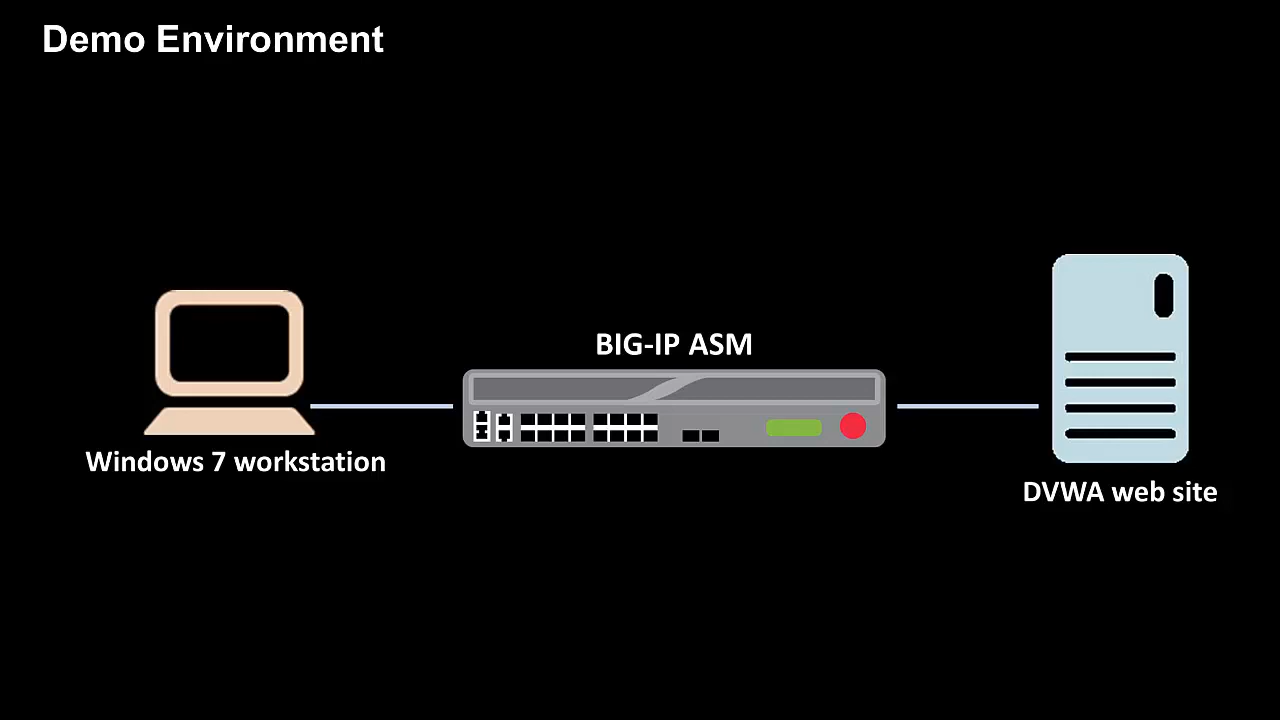 Demo Environment
BIG-IP ASM
Windows 7 workstation
DVWA web site